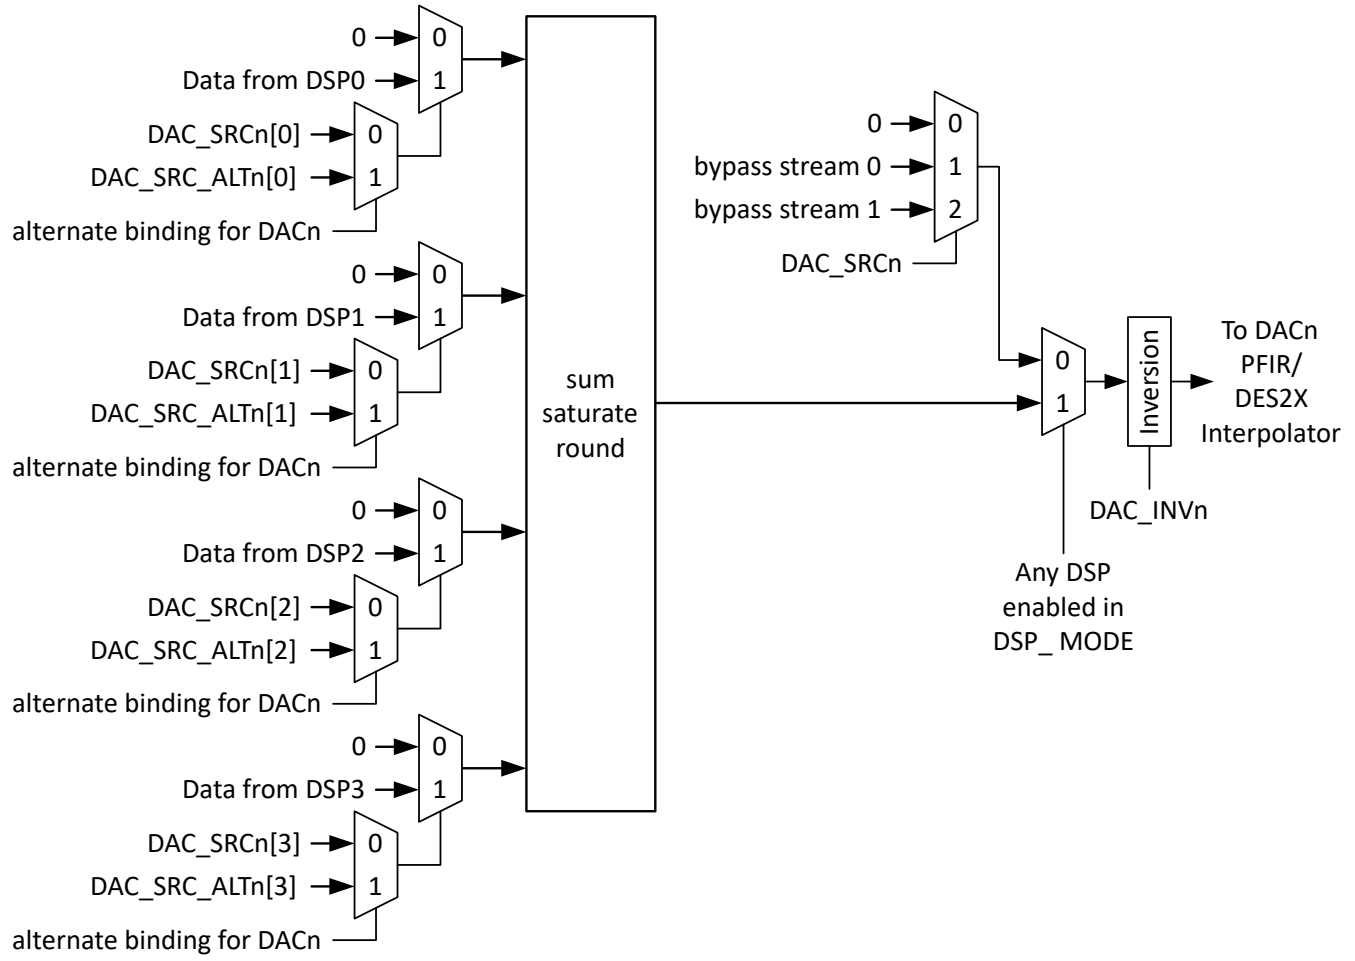 0
0
Data from DSP0
1
DAC_SRCn[0]
0
DAC_SRC_ALTn[0]
1
alternate binding for DACn
0
0
Data from DSP1
1
DAC_SRCn[1]
0
DAC_SRC_ALTn[1]
1
alternate binding for DACn
0
0
Data from DSP2
1
DAC_SRCn[2]
0
DAC_SRC_ALTn[2]
1
alternate binding for DACn
0
0
Data from DSP3
1
DAC_SRCn[3]
0
DAC_SRC_ALTn[3]
1
alternate binding for DACn
sum
saturate
round
0
0
bypass stream 0
1
bypass stream 1
2
DAC_SRCn
0
1
Any DSP
enabled in
DSP_ MODE
Inversion
DAC_INVn
To DACn
PFIR/
DES2X
Interpolator